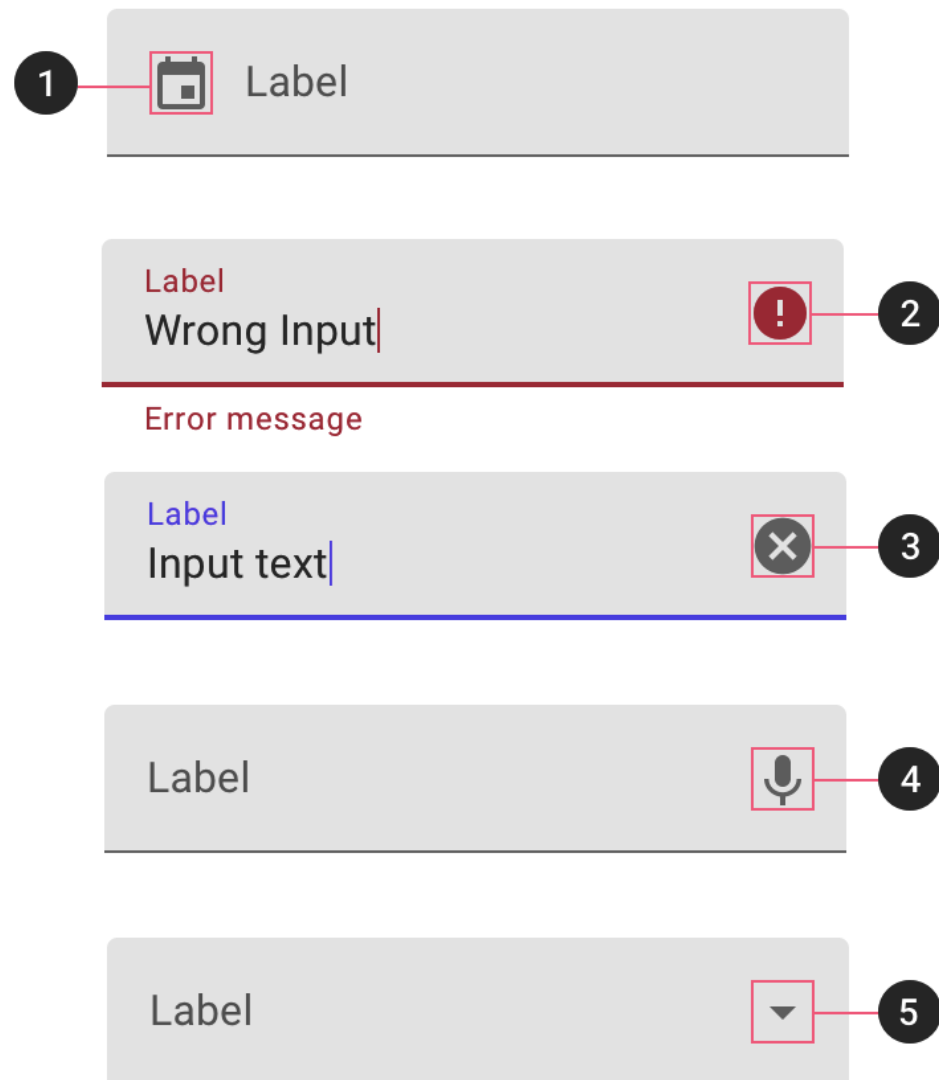 1 Label
Label
Wrong Input 2
Error message
Label
Input text 3
Label 4
Label 5